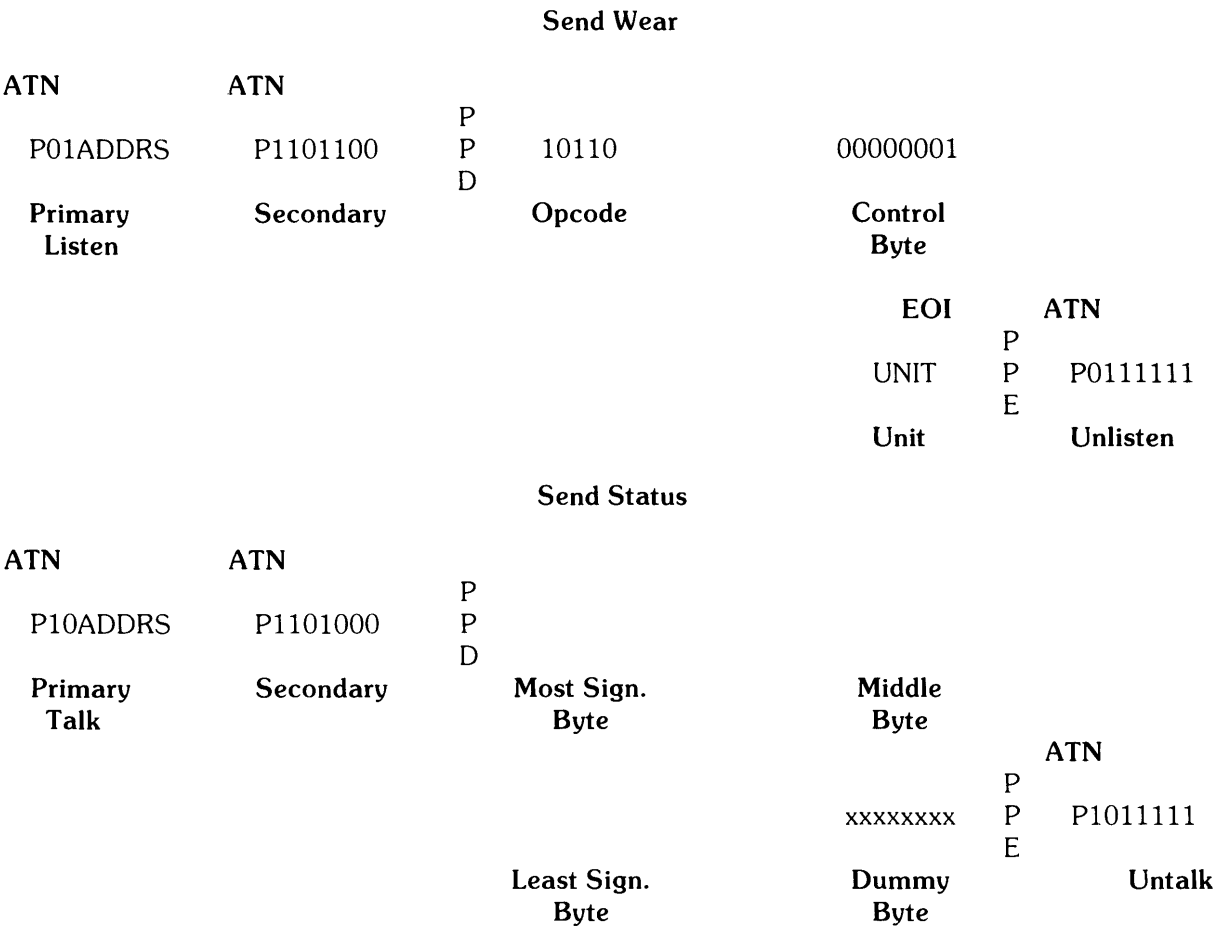 Send Wear
ATN ATN
P
P01ADDRS P1101100 P 10110 00000001
D
Primary Secondary Opcode Control
Listen Byte
EOI ATN
P
UNIT P P0111111
E
Unit Unlisten
Send Status
ATN ATN
P
P10ADDRS P1101000 P
D
Primary Secondary Most Sign. Middle
Talk Byte Byte
ATN
P
xxxxxxxx P P1011111
E
Least Sign. Dummy Untalk
Byte Byte